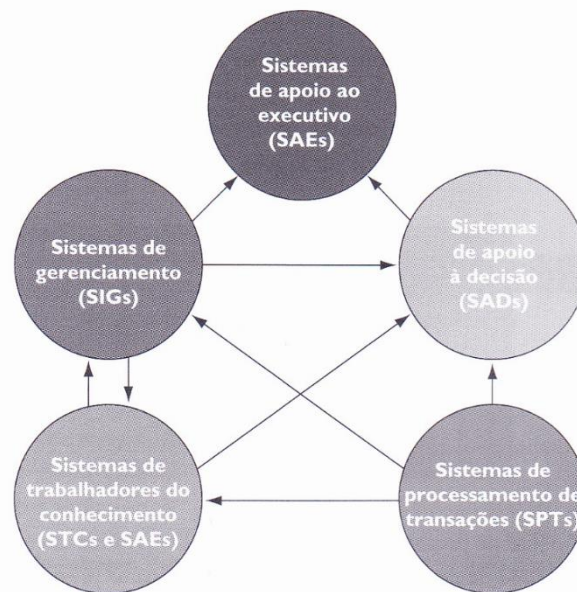 Sistemas
de apoio ao
executivo
(SAEs)
Sistemas de
gerenciamento
(SIGs)
Sistemas
de apoio
à decisão
(SADs)
Sistemas de
trabalhadores do
conhecimento
(STCs e SAEs)
Sistemas de
processamento de
transações (SPTs)